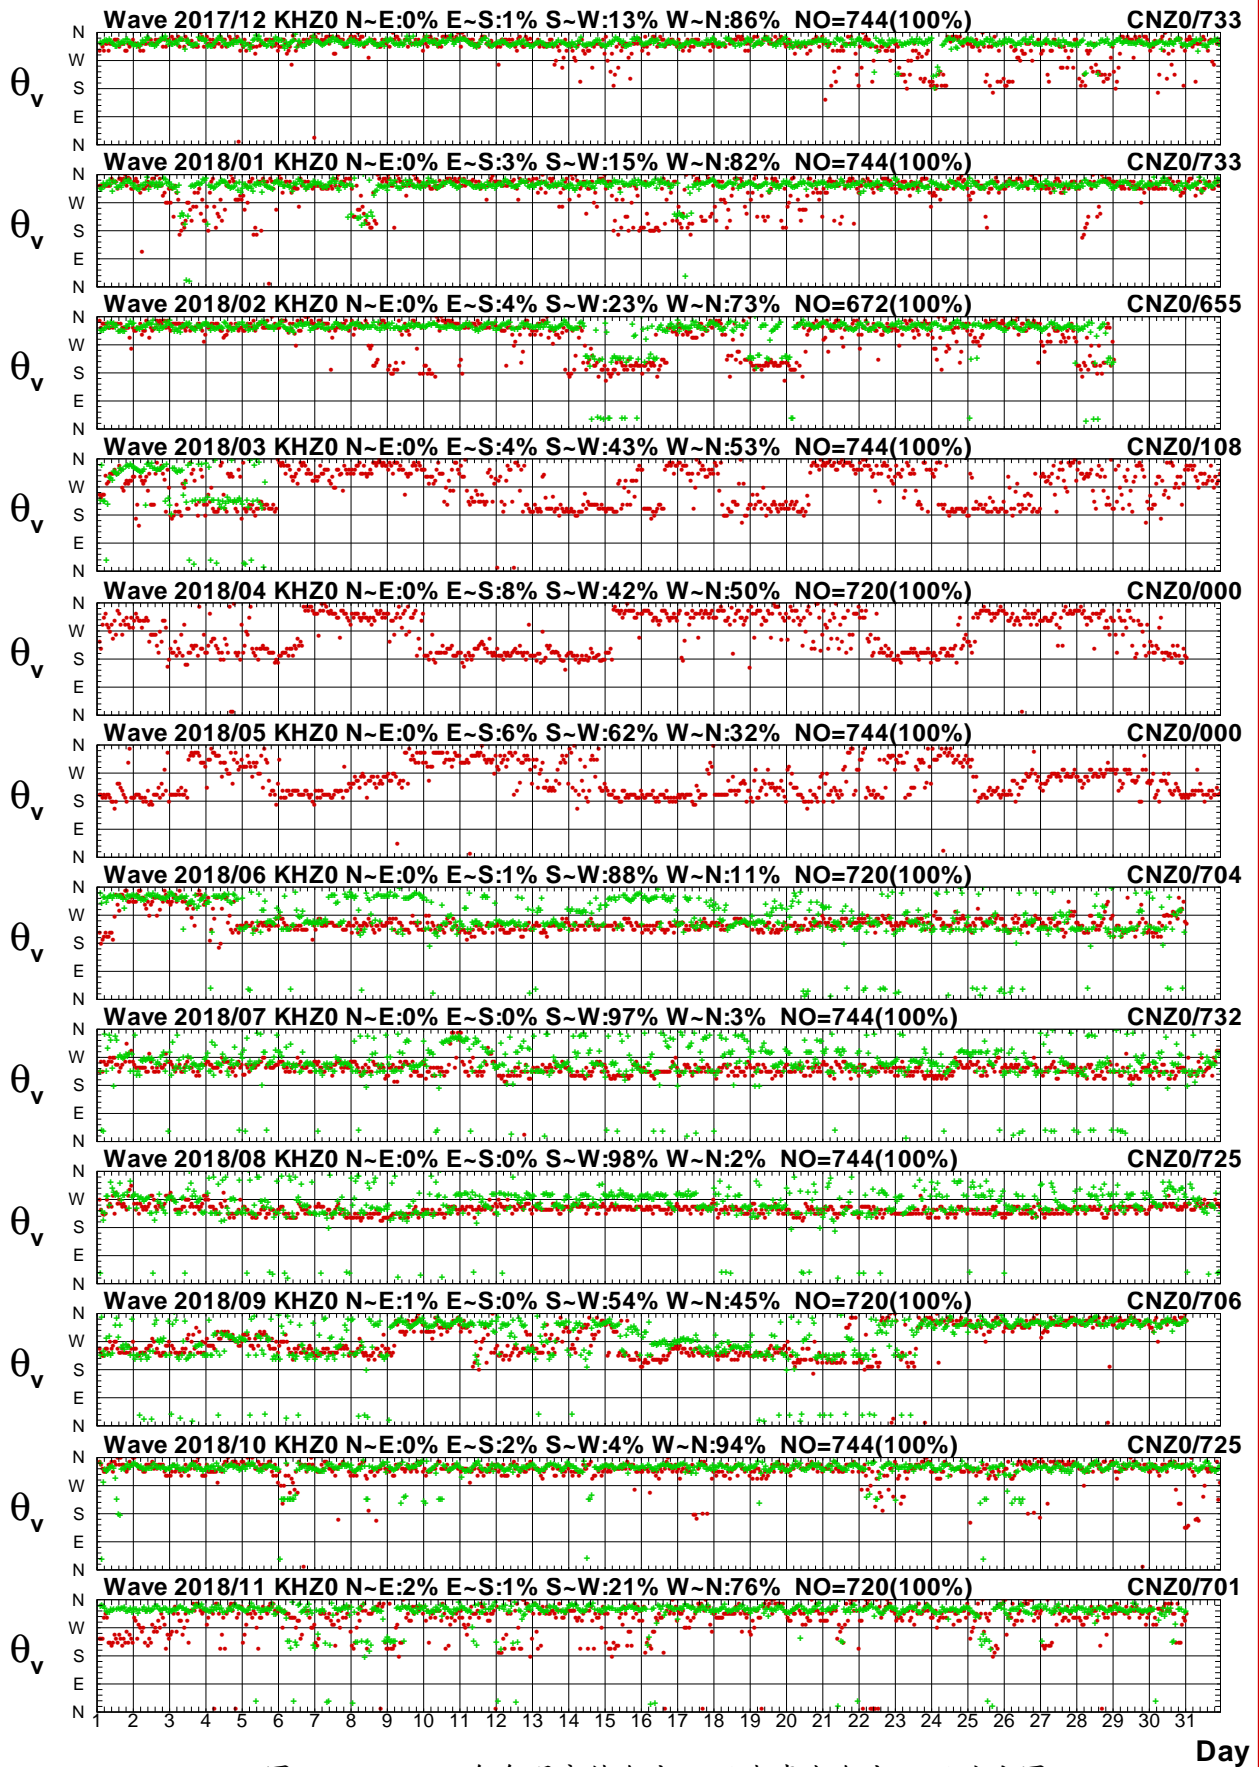 Wave 2017/12 KHZ0 N~E:0% E~S:1% S~W:13% W~N:86% NO=744(100%) CNZ0/733
N
W
S
E
N
θv
Wave 2018/01 KHZ0 N~E:0% E~S:3% S~W:15% W~N:82% NO=744(100%) CNZ0/733
N
W
S
E
N
θv
Wave 2018/02 KHZ0 N~E:0% E~S:4% S~W:23% W~N:73% NO=672(100%) CNZ0/655
N
W
S
E
N
θv
Wave 2018/03 KHZ0 N~E:0% E~S:4% S~W:43% W~N:53% NO=744(100%) CNZ0/108
N
W
S
E
N
θv
Wave 2018/04 KHZ0 N~E:0% E~S:8% S~W:42% W~N:50% NO=720(100%) CNZ0/000
N
W
S
E
N
θv
Wave 2018/05 KHZ0 N~E:0% E~S:6% S~W:62% W~N:32% NO=744(100%) CNZ0/000
N
W
S
E
N
θv
Wave 2018/06 KHZ0 N~E:0% E~S:1% S~W:88% W~N:11% NO=720(100%) CNZ0/704
N
W
S
E
N
θv
Wave 2018/07 KHZ0 N~E:0% E~S:0% S~W:97% W~N:3% NO=744(100%) CNZ0/732
N
W
S
E
N
θv
Wave 2018/08 KHZ0 N~E:0% E~S:0% S~W:98% W~N:2% NO=744(100%) CNZ0/725
N
W
S
E
N
θv
Wave 2018/09 KHZ0 N~E:1% E~S:0% S~W:54% W~N:45% NO=720(100%) CNZ0/706
N
W
S
E
N
θv
Wave 2018/10 KHZ0 N~E:0% E~S:2% S~W:4% W~N:94% NO=744(100%) CNZ0/725
N
W
S
E
N
θv
Wave 2018/11 KHZ0 N~E:2% E~S:1% S~W:21% W~N:76% NO=720(100%) CNZ0/701
N
W
S
E
N
θv
1 2 3 4 5 6 7 8 9 10 11 12 13 14 15 16 17 18 19 20 21 22 23 24 25 26 27 28 29 30 31
Day